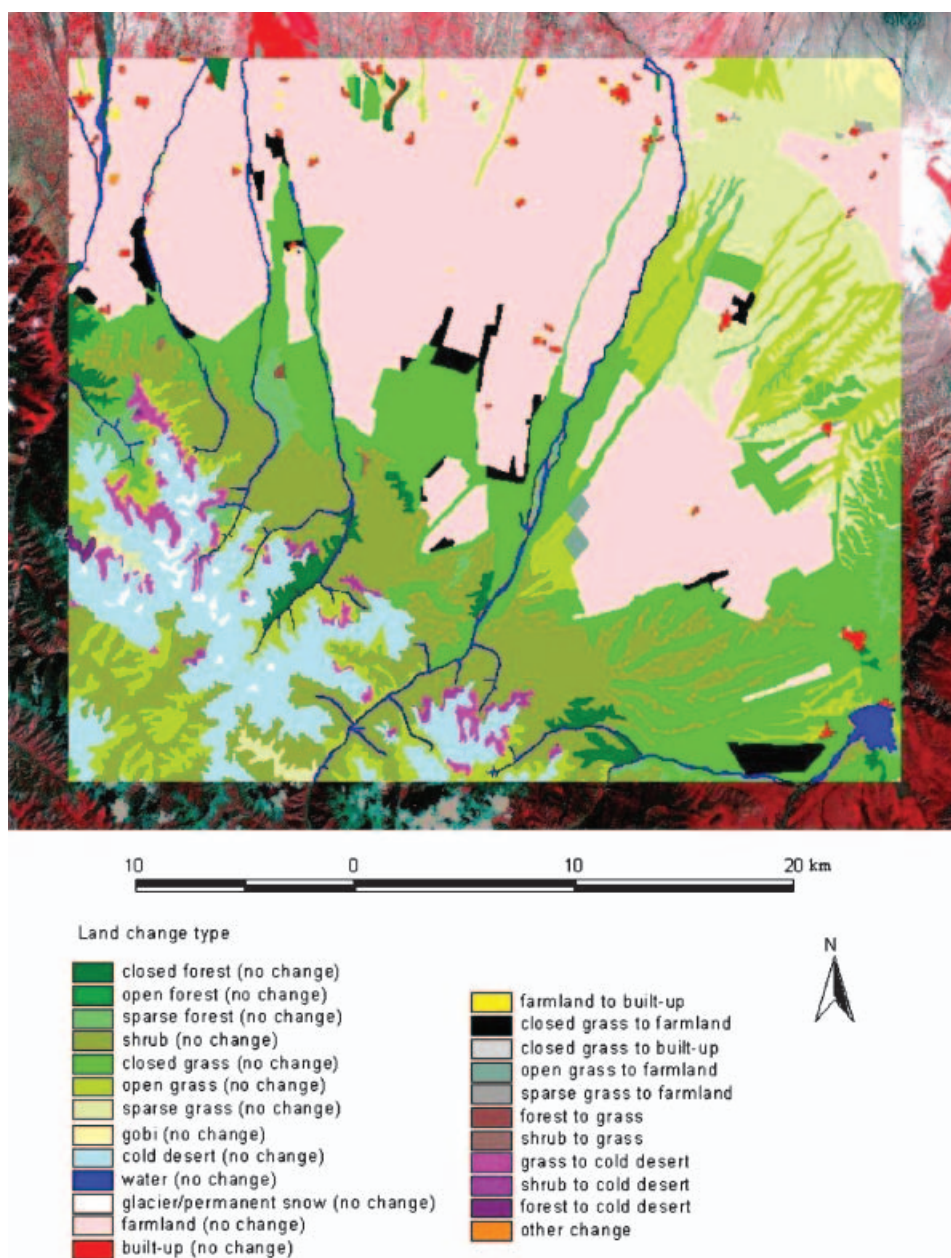 10 0 10 20 km
Land change type
N
closed forest (no change)
open forest (no change)
sparse forest (no change)
shrub (no change)
closed grass (no change)
open grass (no change)
sparse grass (no change)
gobi (no change)
cold desert (no change)
water (no change)
glacier/permanent snow (no change)
farmland (no change)
built-up (no change)
farmland to built-up
closed grass to farmland
closed grass to built-up
open grass to farmland
sparse grass to farmland
forest to grass
shrub to grass
grass to cold desert
shrub to cold desert
forest to cold desert
other change